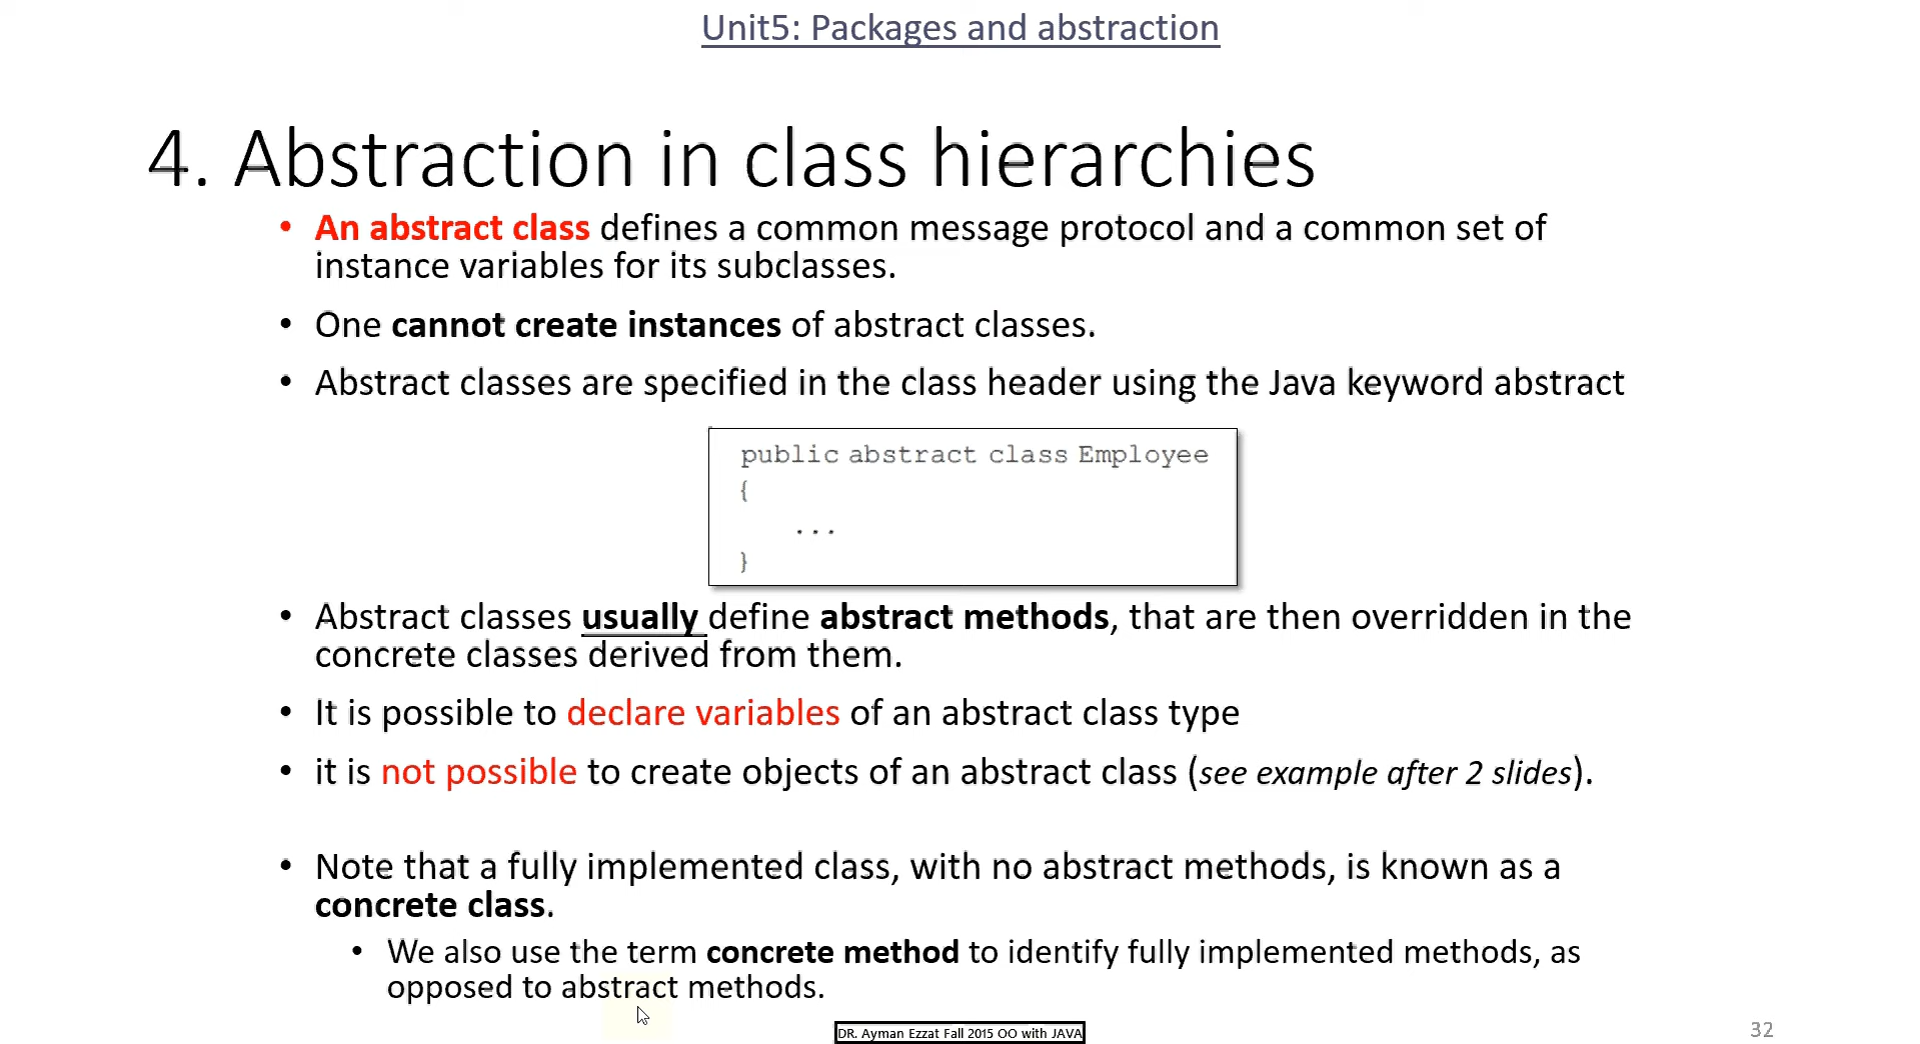 Unit5: Packages and abstraction
4. Abstraction in class hierarchies
• An abstract class defines a common message protocol and a common set of
instance variables for its subclasses.
• One cannot create instances of abstract classes.
• Abstract classes are specified in the class header using the Java keyword abstract
public abstract class Employee
{
...
}
• Abstract classes usually define abstract methods, that are then overridden in the
concrete classes derived from them.
• It is possible to declare variables of an abstract class type
• it is not possible to create objects of an abstract class (see example after 2 slides).
• Note that a fully implemented class, with no abstract methods, is known as a
concrete class.
• We also use the term concrete method to identify fully implemented methods, as
opposed to abstract methods.
DR. Ayman Ezzat Fall 2015 OO with JAVA
32